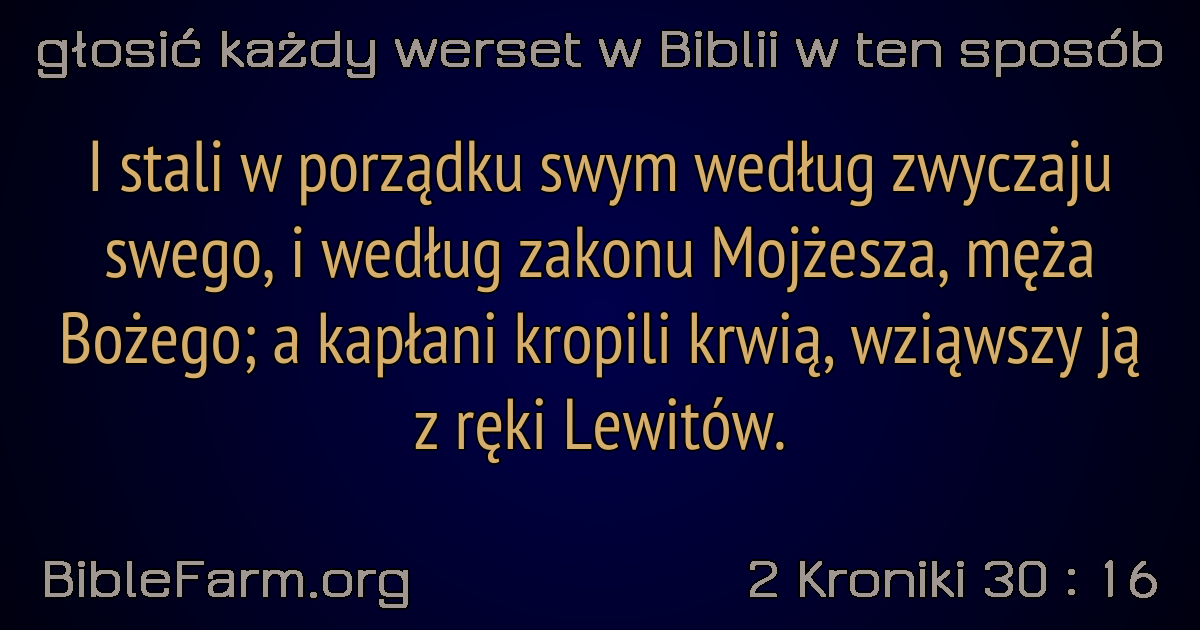 głosić każdy werset w Biblii w ten sposób
I stali w porządku swym według zwyczaju
swego, i według zakonu Mojżesza, męża
Bożego; a kapłani kropili krwią, wziąwszy ją
z ręki Lewitów.
BibleFarm.org
2 Kroniki 30 : 16